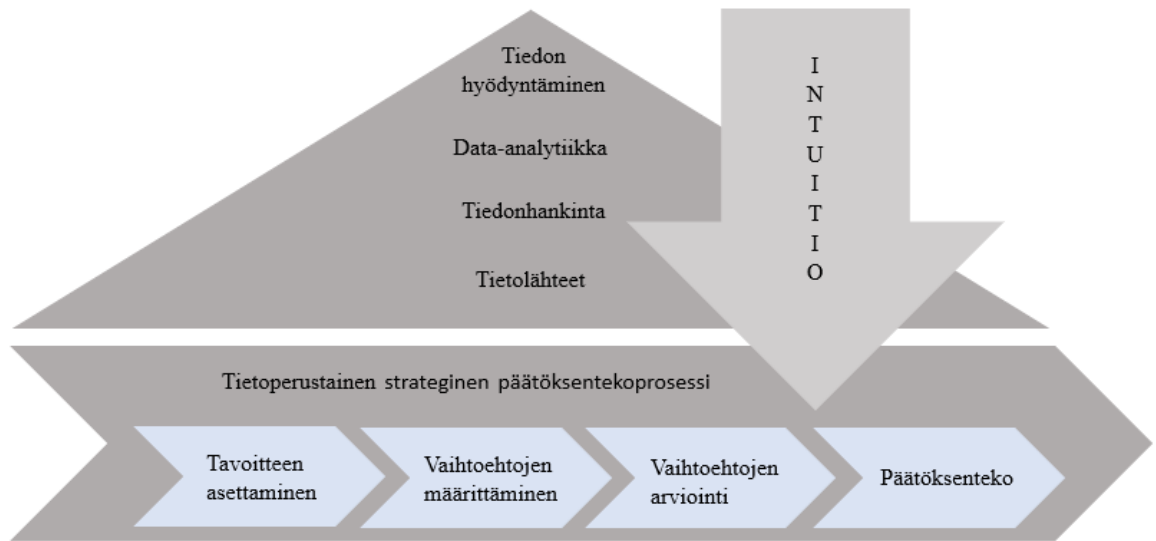 Tiedon
hyödyntäminen
Data-analytiikka
Tiedonhankinta
Tietolähteet
I
N
T
U
I
T
I
O
Tietoperustainen strateginen päätöksentekoprosessi
Tavoitteen
asettaminen
Vaihtoehtojen
määrittäminen
Vaihtoehtojen
arviointi
Päätöksenteko